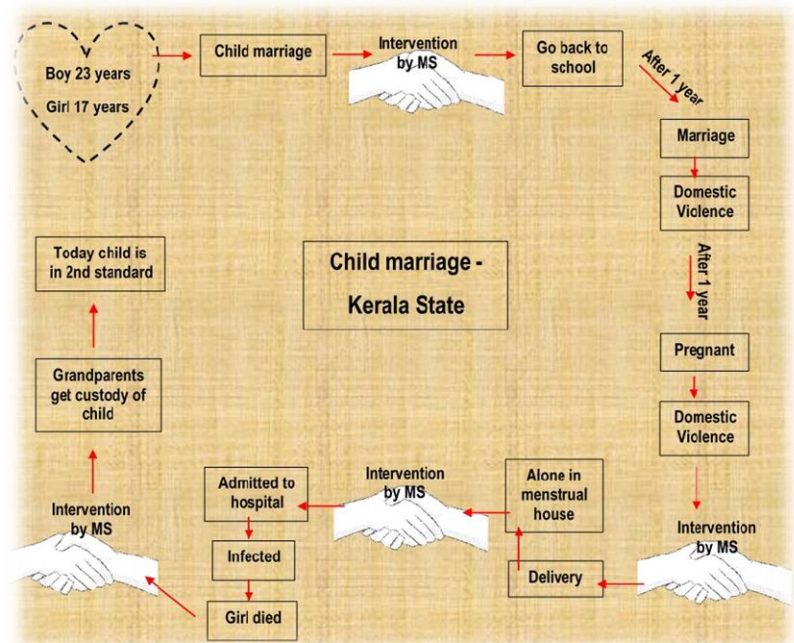 Boy 23 years
Girl 17 years
Child marriage
Intervention
by MS
Go back to
school
After 1 year
Marriage
Domestic
Violence
After 1 year
Pregnant
Domestic
Violence
Intervention
by MS
Delivery
Alone in
menstrual
house
Intervention
by MS
Admitted to
hospital
Infected
Girl died
Intervention
by MS
Grandparents
get custody of
child
Today child is
in 2nd standard
Child marriage -
Kerala State